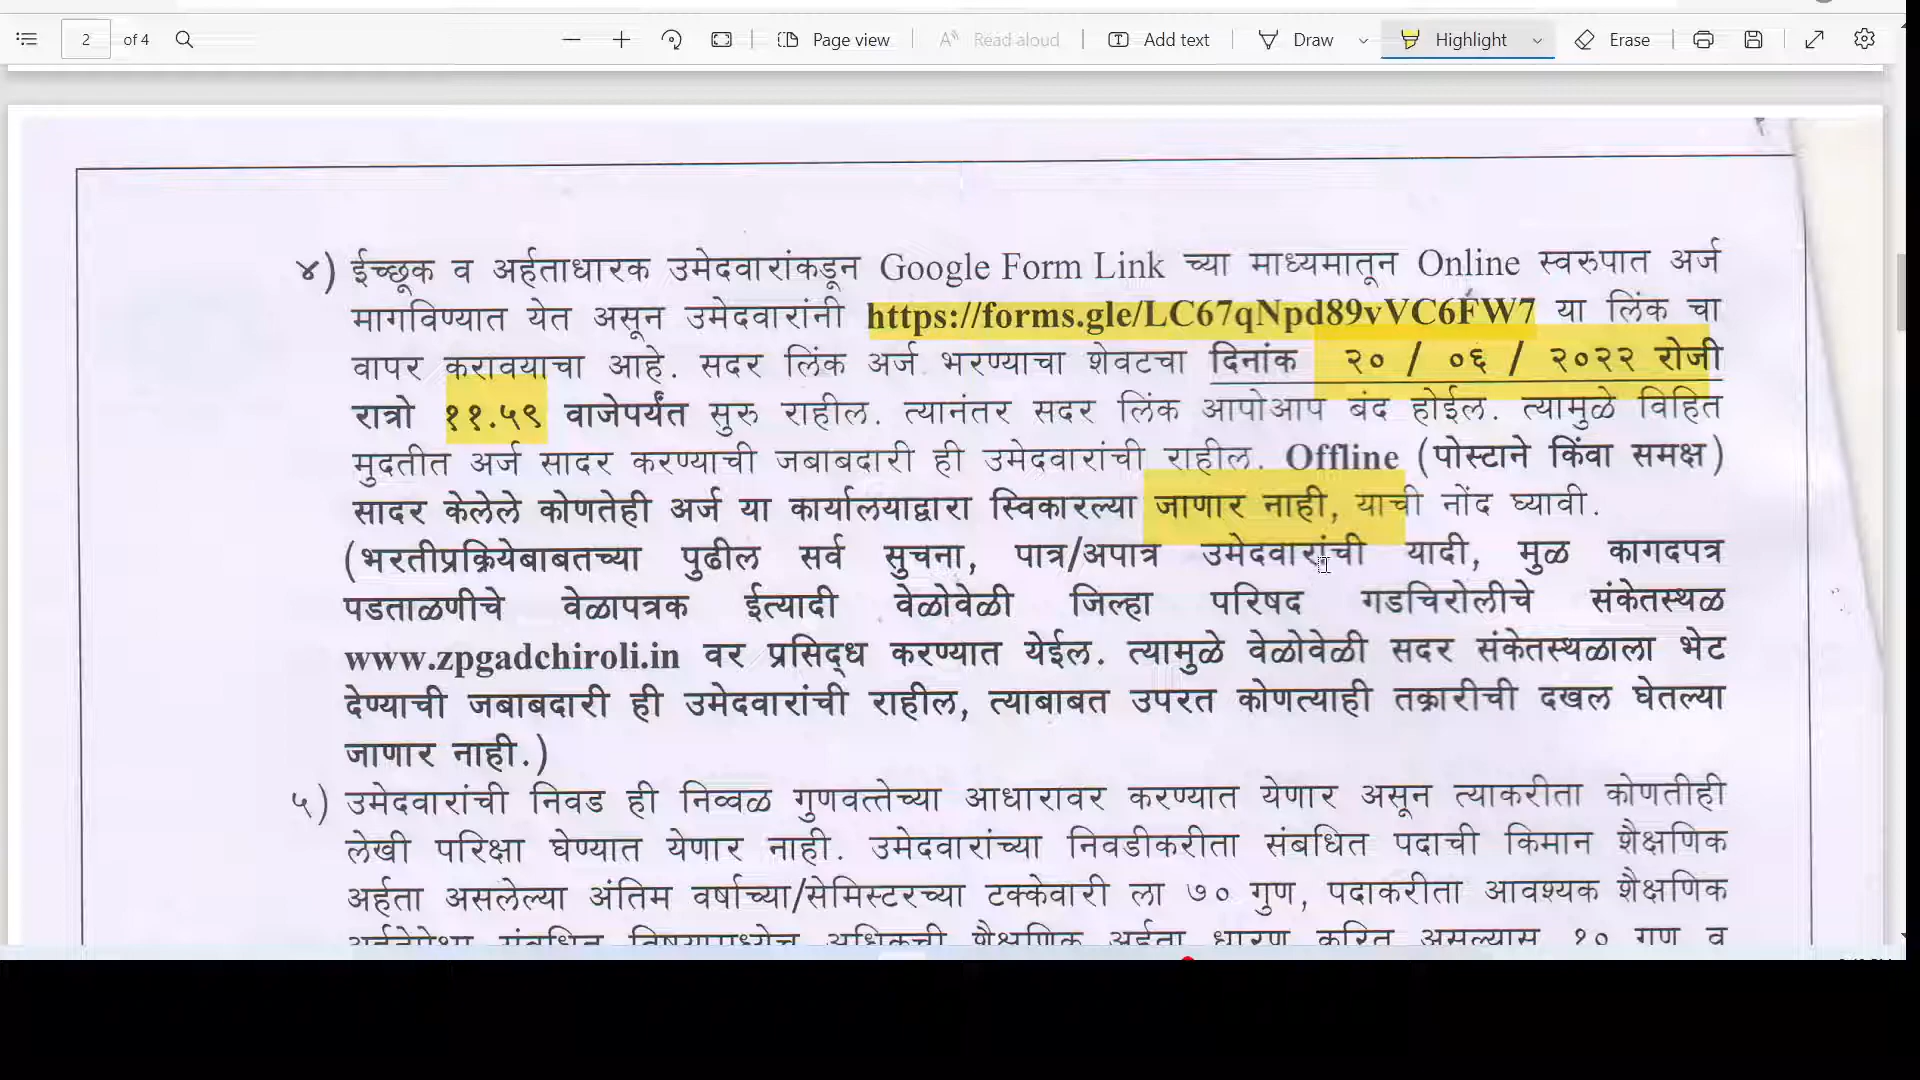 2 of 4 Page view Read aloud Add text Draw Highlight Erase
४) ईच्छूक व अर्हताधारक उमेदवारांकडून Google Form Link च्या माध्यमातून Online स्वरुपात अर्ज
मागविण्यात येत असून उमेदवारांनी https://forms.gle/LC67qNpd89vVC6FW7 या लिंक चा
वापर करावयाचा आहे. सदर लिंक अर्ज भरण्याचा शेवटचा दिनांक २० / ०६ / २०२२ रोजी
रात्रो ११.५९ वाजेपर्यंत सुरु राहील. त्यानंतर सदर लिंक आपोआप बंद होईल. त्यामुळे विहित
मुदतीत अर्ज सादर करण्याची जबाबदारी ही उमेदवारांची राहील. Offline (पोस्टाने किंवा समक्ष)
सादर केलेले कोणतेही अर्ज या कार्यालयाद्वारा स्विकारल्या जाणार नाही, याची नोंद घ्यावी.
(भरतीप्रक्रियेबाबतच्या पुढील सर्व सुचना, पात्र/अपात्र उमेदवारांची यादी, मुळ कागदपत्र
पडताळणीचे वेळापत्रक ईत्यादी वेळोवेळी जिल्हा परिषद गडचिरोलीचे संकेतस्थळ
www.zpgadchiroli.in वर प्रसिद्ध करण्यात येईल. त्यामुळे वेळोवेळी सदर संकेतस्थळाला भेट
देण्याची जबाबदारी ही उमेदवारांची राहील, त्याबाबत उपरत कोणत्याही तक्रारीची दखल घेतल्या
जाणार नाही.)
५) उमेदवारांची निवड ही निव्वळ गुणवत्तेच्या आधारावर करण्यात येणार असून त्याकरीता कोणतीही
लेखी परिक्षा घेण्यात येणार नाही. उमेदवारांच्या निवडीकरीता संबधित पदाची किमान शैक्षणिक
अर्हता असलेल्या अंतिम वर्षाच्या/सेमिस्टरच्या टक्केवारी ला ७० गुण, पदाकरीता आवश्यक शैक्षणिक
शैक्षणिक अर्हता धारण करित असल्यास १० गुण व